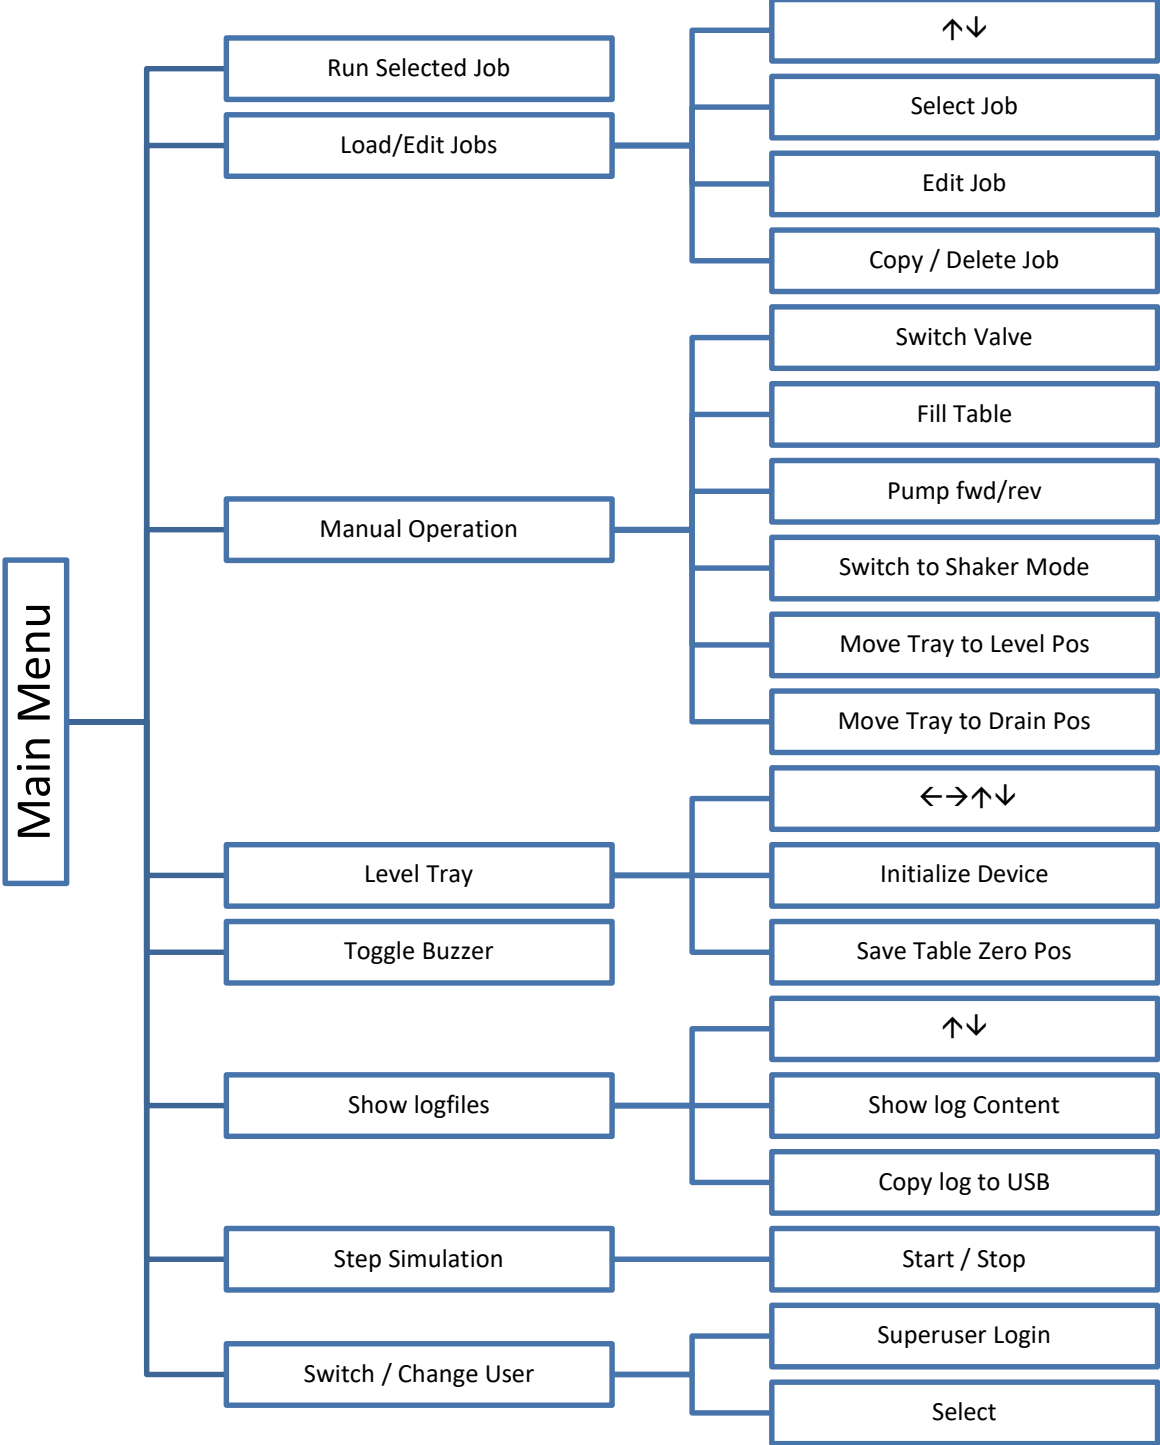 Main Menu
Run Selected Job
Load/Edit Jobs
↑↓
Select Job
Edit Job
Copy / Delete Job
Manual Operation
Switch Valve
Fill Table
Pump fwd/rev
Switch to Shaker Mode
Move Tray to Level Pos
Move Tray to Drain Pos
Level Tray
←→↑↓
Initialize Device
Save Table Zero Pos
Toggle Buzzer
Show logfiles
↑↓
Show log Content
Copy log to USB
Step Simulation
Start / Stop
Switch / Change User
Superuser Login
Select